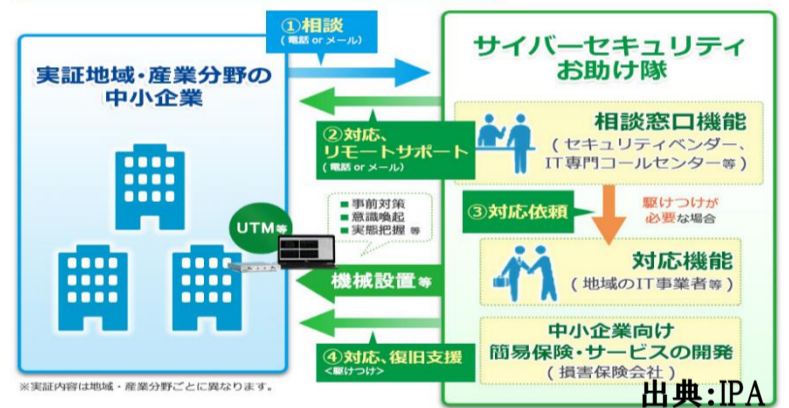 ①相談
(電話 or メール)
実証地域・産業分野の
中小企業
サイバーセキュリティ
お助け隊
②対応、
リモートサポート
(電話 or メール)
相談窓口機能
(セキュリティベンダー、
IT専門コールセンター等)
③対応依頼
駆けつけが
必要な場合
■事前対策
■意識喚起
■実態把握 等
UTM等
機械設置等
対応機能
(地域のIT事業者等)
④対応、復旧支援
<駆けつけ>
中小企業向け
簡易保険・サービスの開発
(損害保険会社)
※実証内容は地域・産業分野ごとに異なります。
出典:IPA